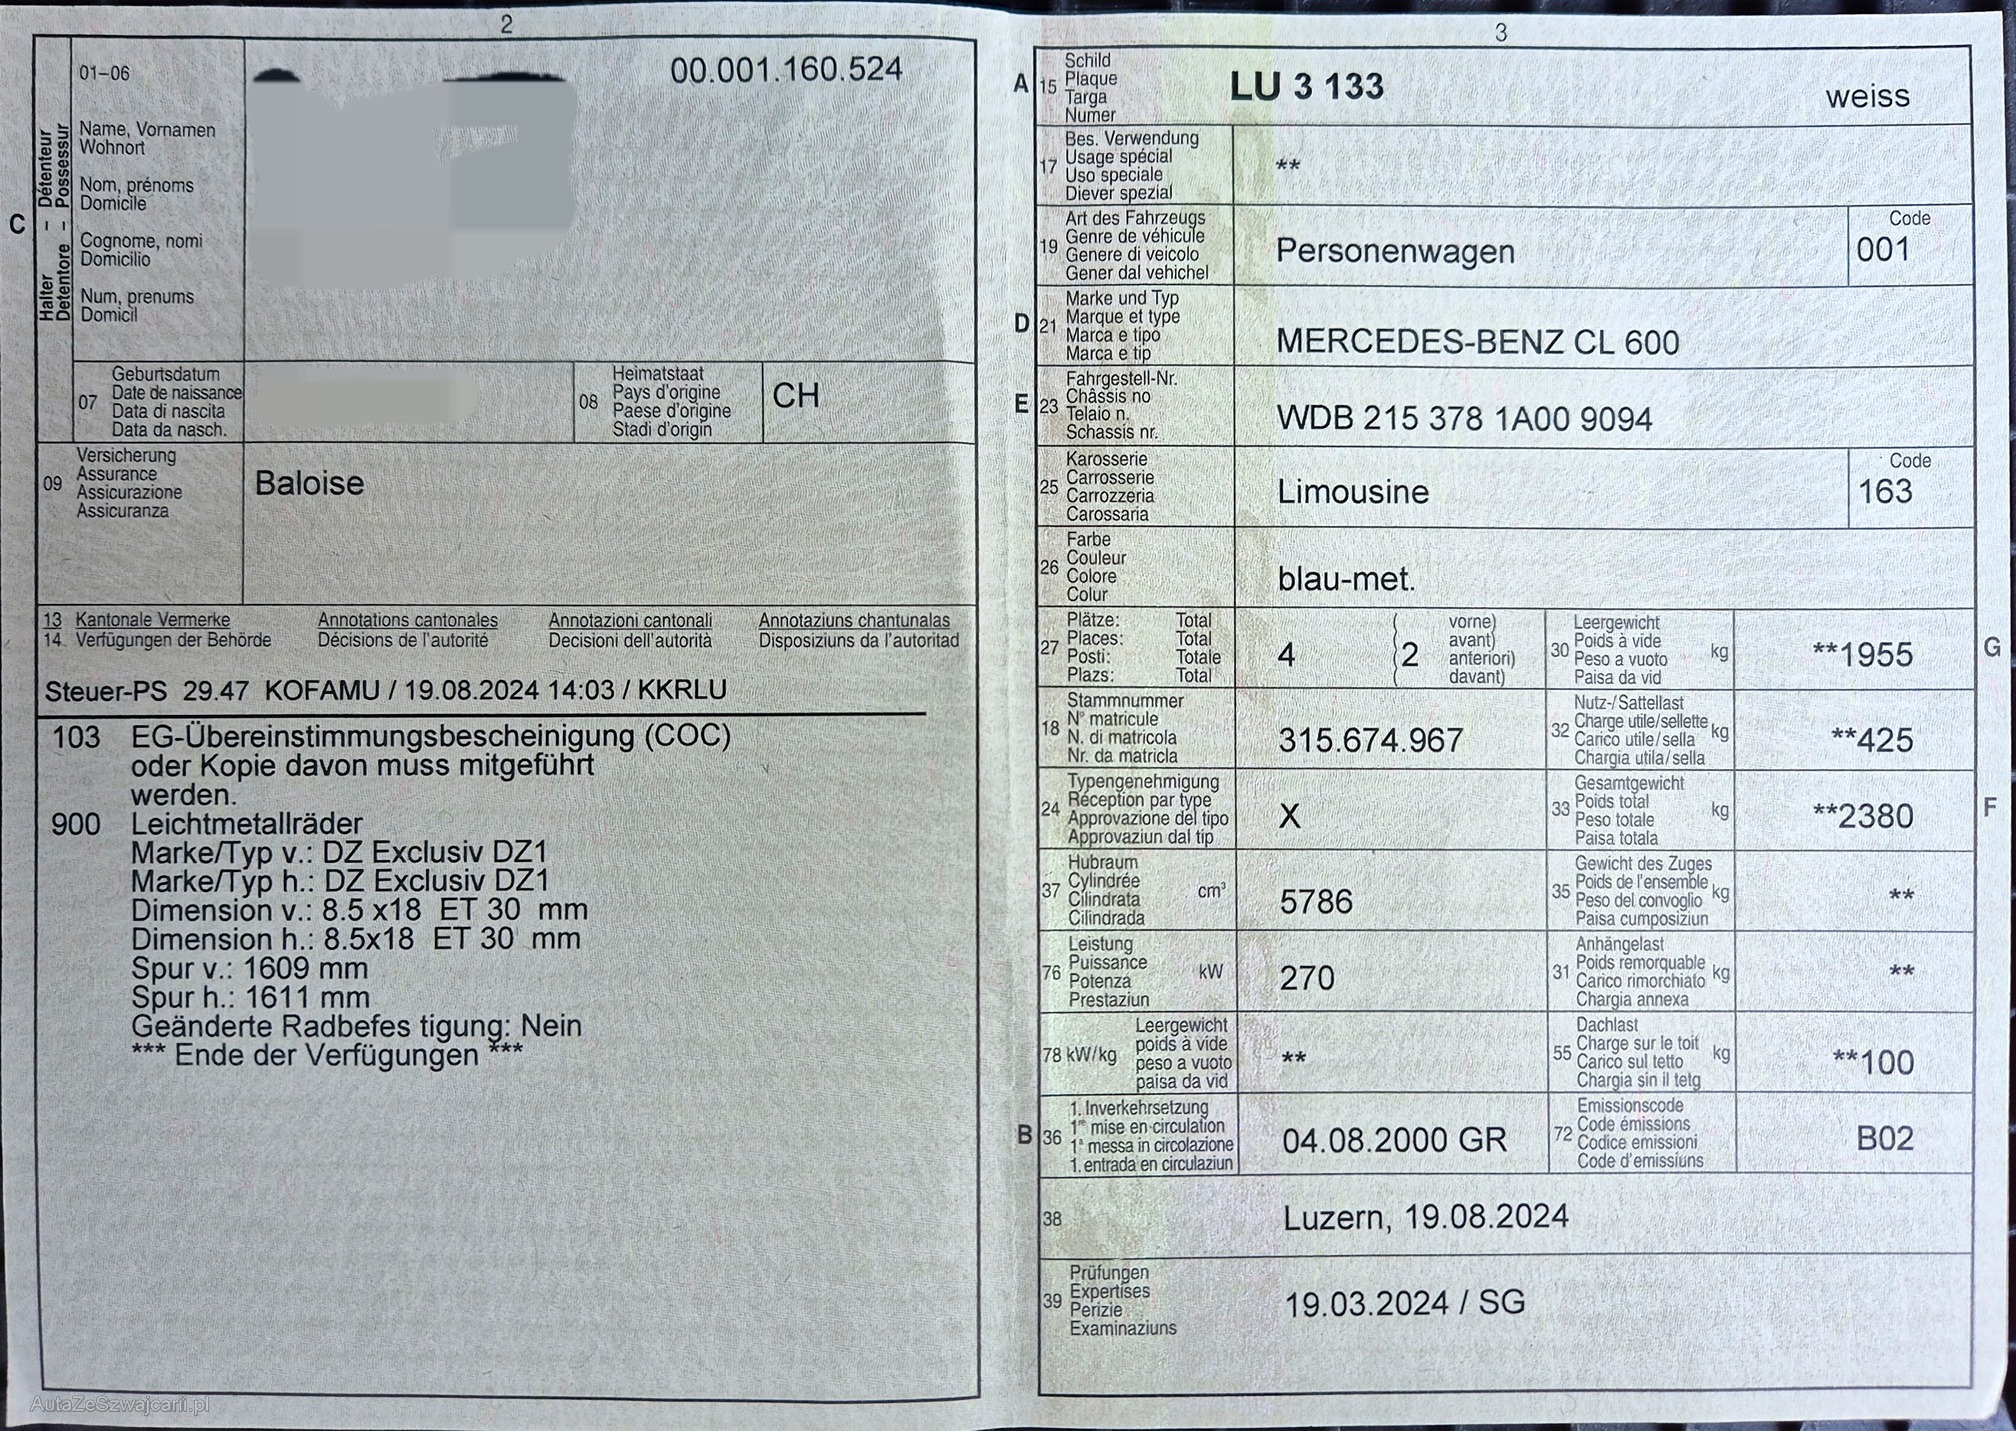 2
01–06
00.001.160.524
C
Halter – Détenteur
Detentore – Possessur
Name, Vornamen
Wohnort
Nom, prénoms
Domicile
Cognome, nomi
Domicilio
Num, prenums
Domicil
07
Geburtsdatum
Date de naissance
Data di nascita
Data da nasch.
08
Heimatstaat
Pays d'origine
Paese d'origine
Stadi d'origin
CH
09
Versicherung
Assurance
Assicurazione
Assicuranza
Baloise
13 Kantonale Vermerke Annotations cantonales Annotazioni cantonali Annotaziuns chantunalas
14 Verfügungen der Behörde Décisions de l'autorité Decisioni dell'autorità Disposiziuns da l'autoritad
Steuer-PS 29.47 KOFAMU / 19.08.2024 14:03 / KKRLU
103 EG-Übereinstimmungsbescheinigung (COC)
oder Kopie davon muss mitgeführt
werden.
900 Leichtmetallräder
Marke/Typ v.: DZ Exclusiv DZ1
Marke/Typ h.: DZ Exclusiv DZ1
Dimension v.: 8.5 x18 ET 30 mm
Dimension h.: 8.5x18 ET 30 mm
Spur v.: 1609 mm
Spur h.: 1611 mm
Geänderte Radbefes tigung: Nein
*** Ende der Verfügungen ***
AutaZeSzwajcarii.pl
3
A 15
Schild
Plaque
Targa
Numer
LU 3 133 weiss
17
Bes. Verwendung
Usage spécial
Uso speciale
Diever spezial
**
19
Art des Fahrzeugs
Genre de véhicule
Genere di veicolo
Gener dal vehichel
Personenwagen
Code
001
D 21
Marke und Typ
Marque et type
Marca e tipo
Marca e tip
MERCEDES-BENZ CL 600
E 23
Fahrgestell-Nr.
Châssis no
Telaio n.
Schassis nr.
WDB 215 378 1A00 9094
25
Karosserie
Carrosserie
Carrozzeria
Carossaria
Limousine
Code
163
26
Farbe
Couleur
Colore
Colur
blau-met.
27
Plätze: Total
Places: Total
Posti: Totale
Plazs: Total
4 ( 2
vorne)
avant)
anteriori)
davant)
30
Leergewicht
Poids à vide
Peso a vuoto
Paisa da vid
kg
**1955
G
18
Stammnummer
N° matricule
N. di matricola
Nr. da matricla
315.674.967
32
Nutz-/Sattellast
Charge utile/sellette
Carico utile/sella
Chargia utila/sella
kg
**425
24
Typengenehmigung
Réception par type
Approvazione del tipo
Approvaziun dal tip
X
33
Gesamtgewicht
Poids total
Peso totale
Paisa totala
kg
**2380
F
37
Hubraum
Cylindrée
Cilindrata
Cilindrada
cm³
5786
35
Gewicht des Zuges
Poids de l'ensemble
Peso del convoglio
Paisa cumposiziun
kg
**
76
Leistung
Puissance
Potenza
Prestaziun
kW
270
31
Anhängelast
Poids remorquable
Carico rimorchiato
Chargia annexa
kg
**
78 kW/kg
Leergewicht
poids à vide
peso a vuoto
paisa da vid
**
55
Dachlast
Charge sur le toit
Carico sul tetto
Chargia sin il tetg
kg
**100
B 36
1. Inverkehrsetzung
1re mise en circulation
1a messa in circolazione
1. entrada en circulaziun
04.08.2000 GR
72
Emissionscode
Code émissions
Codice emissioni
Code d'emissiuns
B02
38
Luzern, 19.08.2024
39
Prüfungen
Expertises
Perizie
Examinaziuns
19.03.2024 / SG